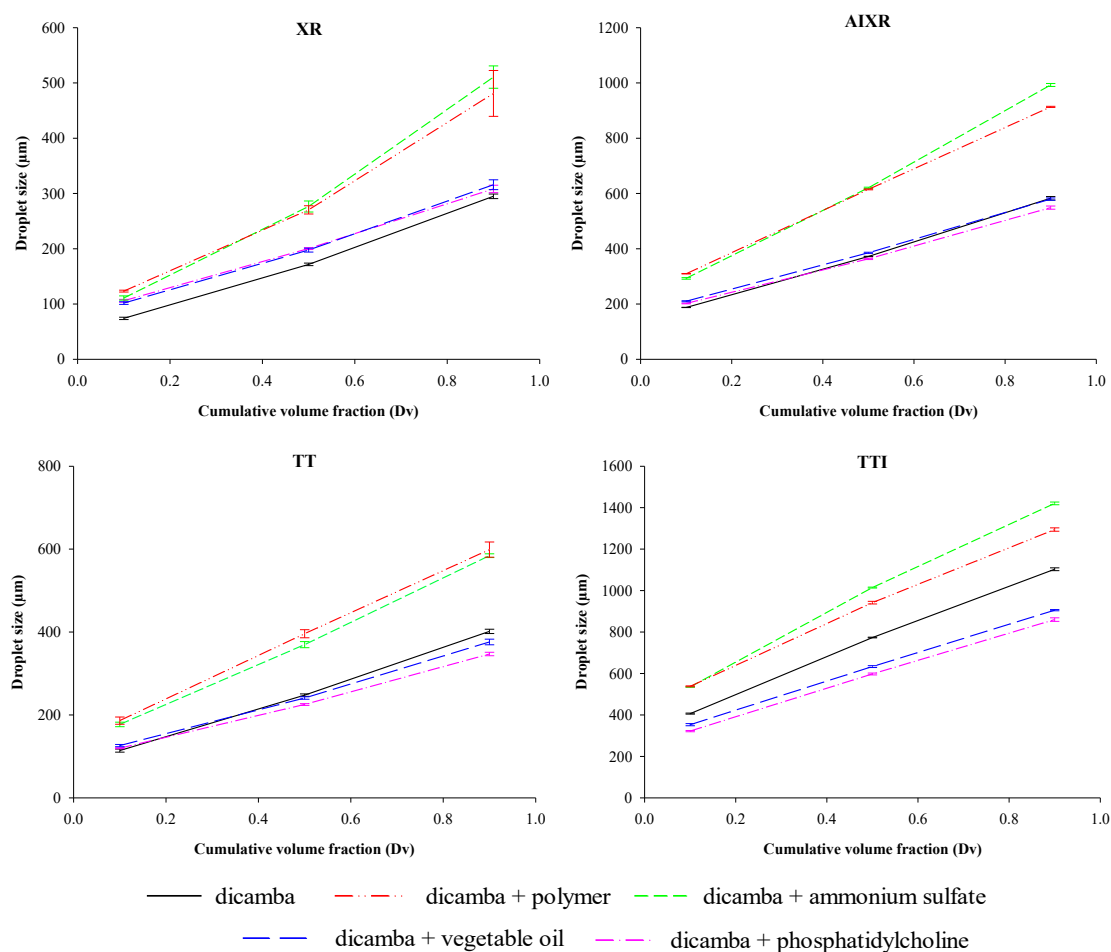 XR
600
500
400
300
200
100
0
Droplet size (µm)
0.0 0.2 0.4 0.6 0.8 1.0
Cumulative volume fraction (Dv)
AIXR
1200
1000
800
600
400
200
0
Droplet size (µm)
0.0 0.2 0.4 0.6 0.8 1.0
Cumulative volume fraction (Dv)
TT
800
600
400
200
0
Droplet size (µm)
0.0 0.2 0.4 0.6 0.8 1.0
Cumulative volume fraction (Dv)
TTI
1600
1400
1200
1000
800
600
400
200
0
Droplet size (µm)
0.0 0.2 0.4 0.6 0.8 1.0
Cumulative volume fraction (Dv)
dicamba dicamba + polymer dicamba + ammonium sulfate
dicamba + vegetable oil dicamba + phosphatidylcholine